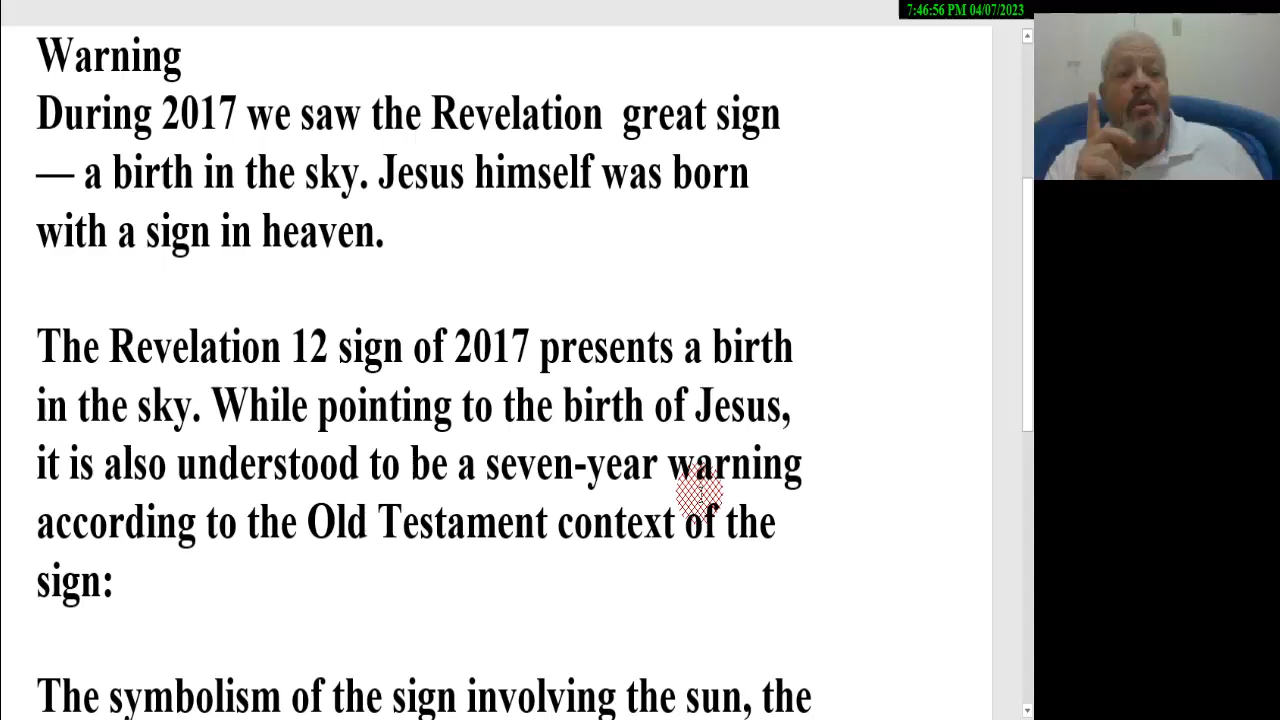 7:46:56 PM 04/07/2023
Warning
During 2017 we saw the Revelation  great sign
— a birth in the sky. Jesus himself was born
with a sign in heaven.
The Revelation 12 sign of 2017 presents a birth
in the sky. While pointing to the birth of Jesus,
it is also understood to be a seven-year warning
according to the Old Testament context of the
sign:
The symbolism of the sign involving the sun, the